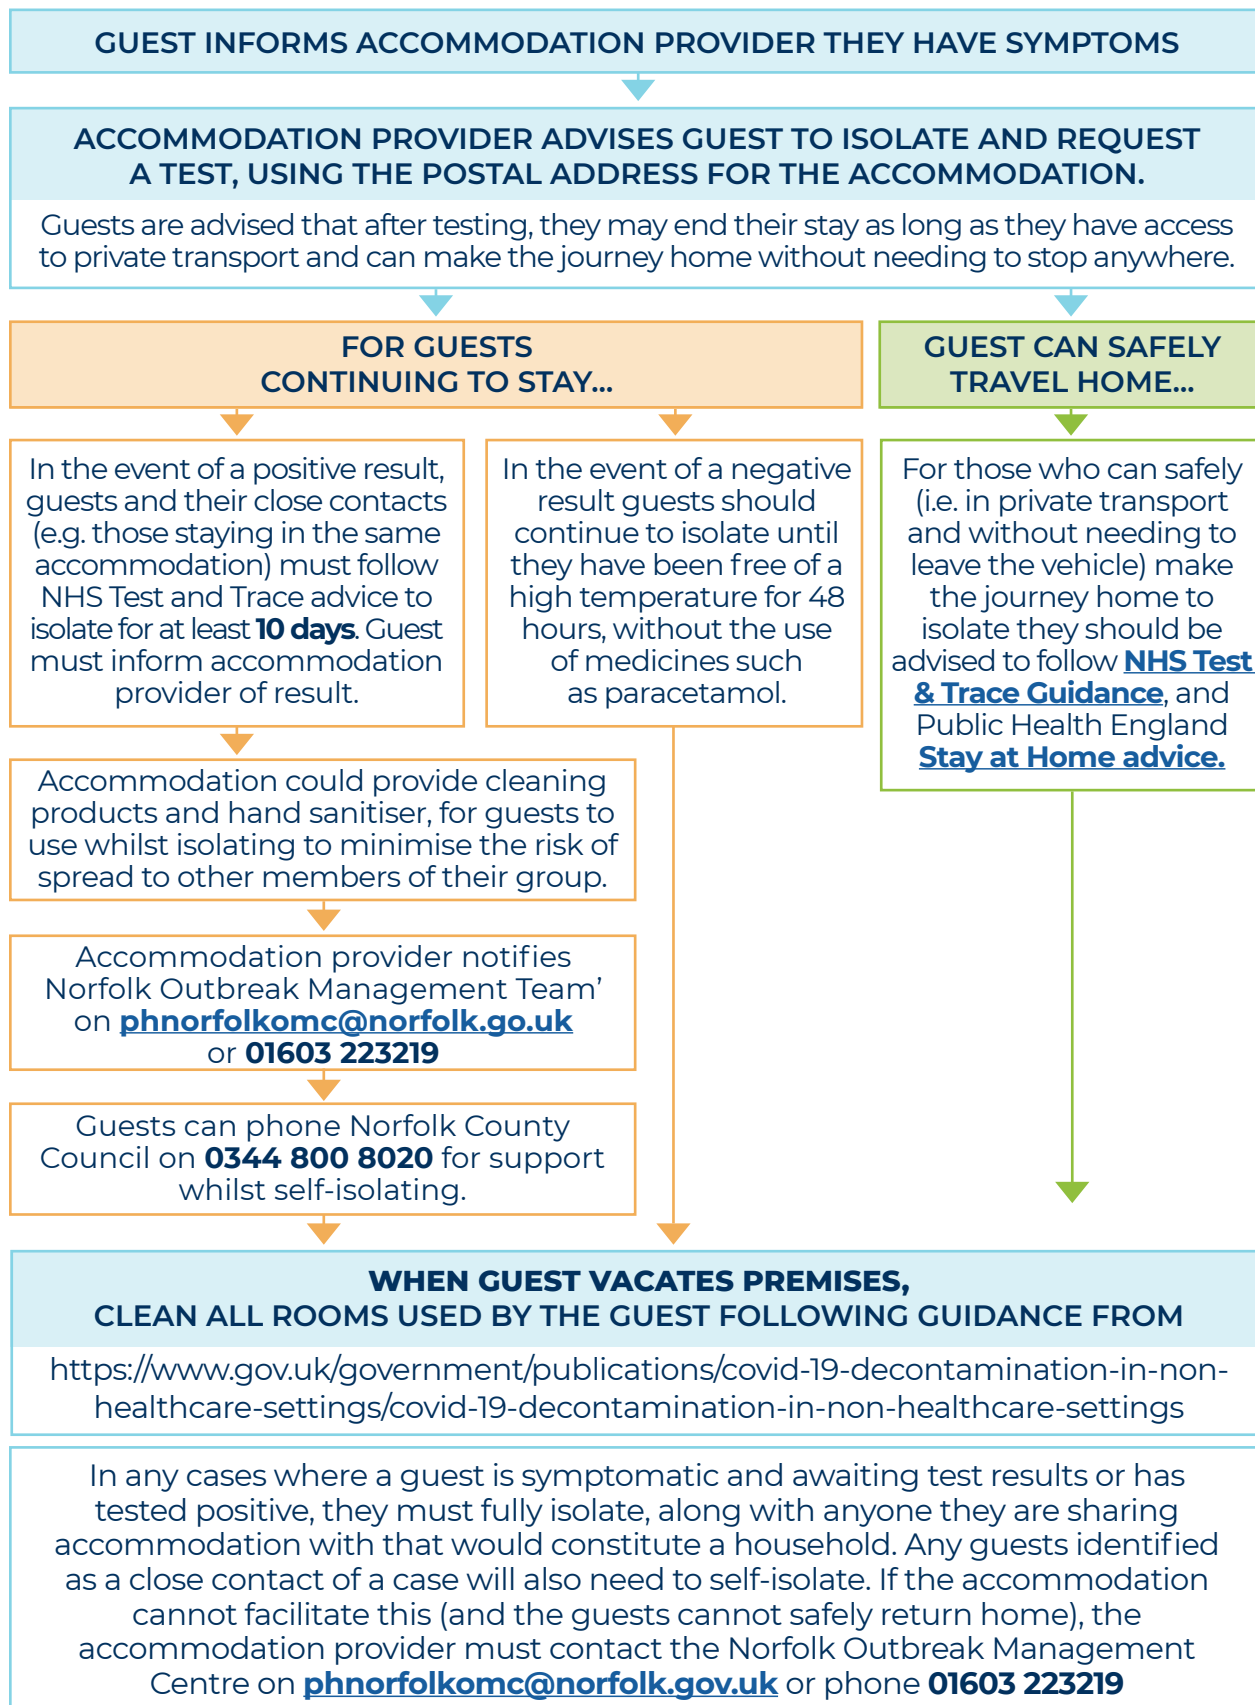 GUEST INFORMS ACCOMMODATION PROVIDER THEY HAVE SYMPTOMS
ACCOMMODATION PROVIDER ADVISES GUEST TO ISOLATE AND REQUEST
A TEST, USING THE POSTAL ADDRESS FOR THE ACCOMMODATION.
Guests are advised that after testing, they may end their stay as long as they have access
to private transport and can make the journey home without needing to stop anywhere.
FOR GUESTS
CONTINUING TO STAY...
In the event of a positive result,
guests and their close contacts
(e.g. those staying in the same
accommodation) must follow
NHS Test and Trace advice to
isolate for at least 10 days. Guest
must inform accommodation
provider of result.
In the event of a negative
result guests should
continue to isolate until
they have been free of a
high temperature for 48
hours, without the use
of medicines such
as paracetamol.
Accommodation could provide cleaning
products and hand sanitiser, for guests to
use whilst isolating to minimise the risk of
spread to other members of their group.
Accommodation provider notifies
Norfolk Outbreak Management Team’
on phnorfolkomc@norfolk.go.uk
or 01603 223219
Guests can phone Norfolk County
Council on 0344 800 8020 for support
whilst self-isolating.
GUEST CAN SAFELY
TRAVEL HOME...
For those who can safely
(i.e. in private transport
and without needing to
leave the vehicle) make
the journey home to
isolate they should be
advised to follow NHS Test
& Trace Guidance, and
Public Health England
Stay at Home advice.
WHEN GUEST VACATES PREMISES,
CLEAN ALL ROOMS USED BY THE GUEST FOLLOWING GUIDANCE FROM
https://www.gov.uk/government/publications/covid-19-decontamination-in-non-
healthcare-settings/covid-19-decontamination-in-non-healthcare-settings
In any cases where a guest is symptomatic and awaiting test results or has
tested positive, they must fully isolate, along with anyone they are sharing
accommodation with that would constitute a household. Any guests identified
as a close contact of a case will also need to self-isolate. If the accommodation
cannot facilitate this (and the guests cannot safely return home), the
accommodation provider must contact the Norfolk Outbreak Management
Centre on phnorfolkomc@norfolk.gov.uk or phone 01603 223219